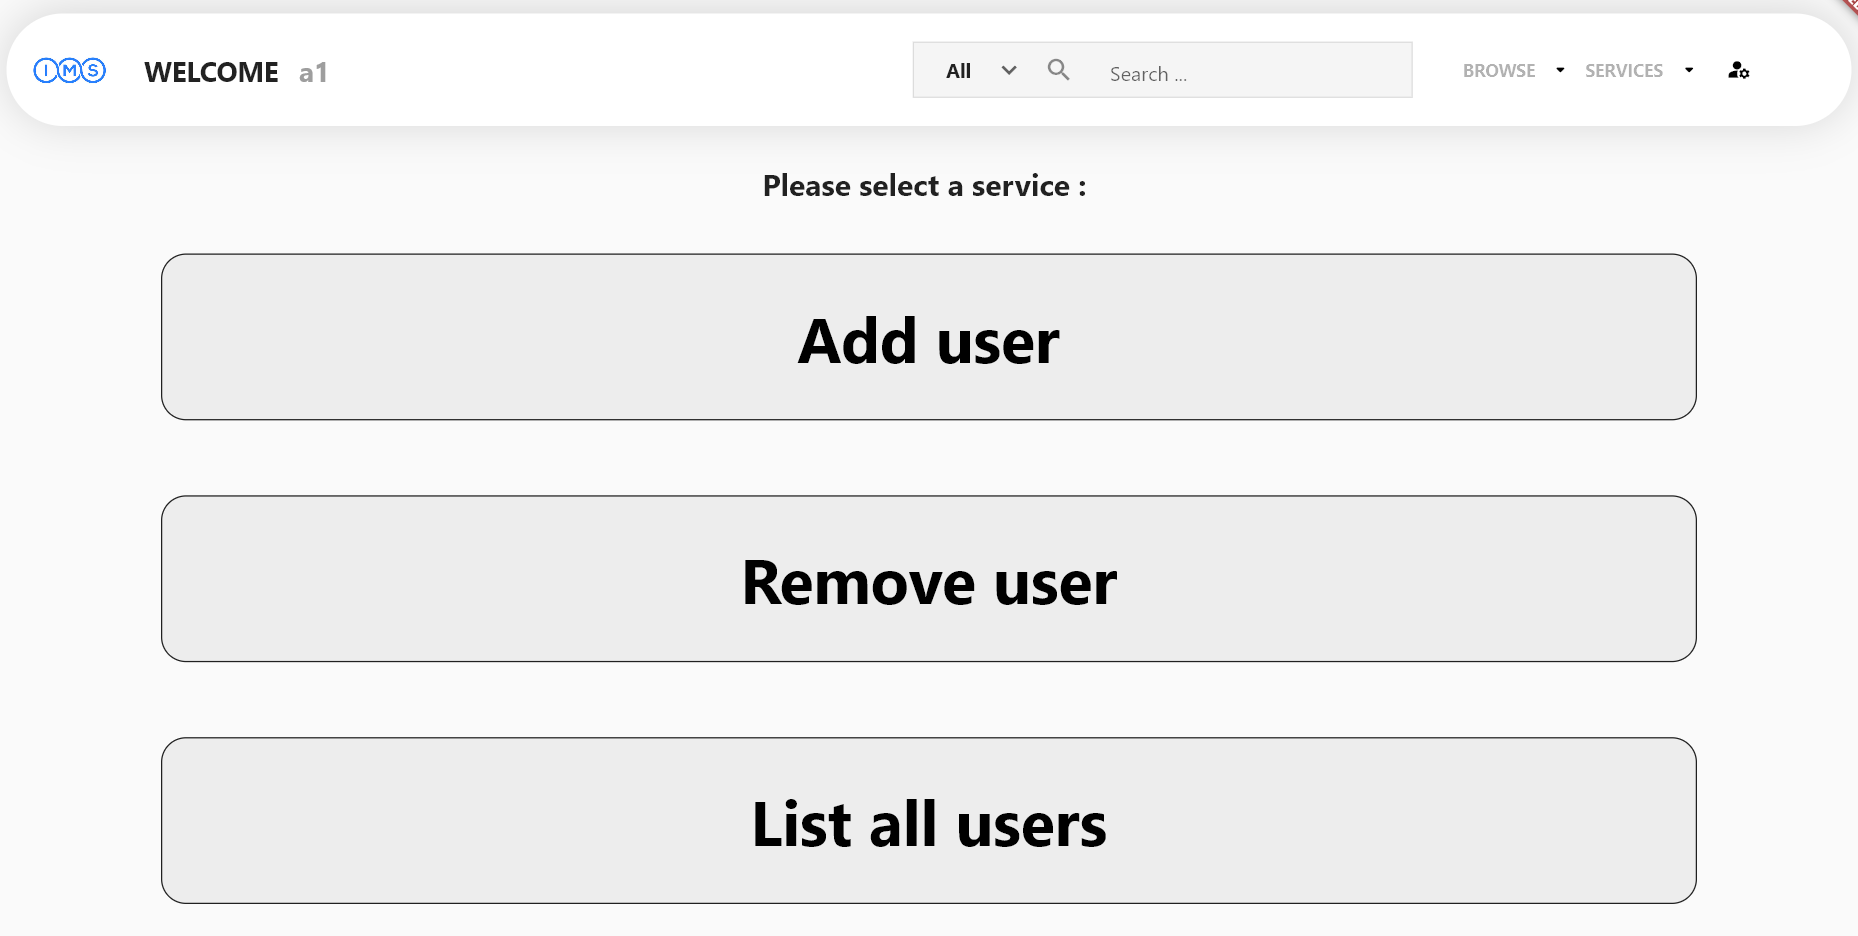 IMS WELCOME a1 All Search ... BROWSE SERVICES
Please select a service :
Add user
Remove user
List all users